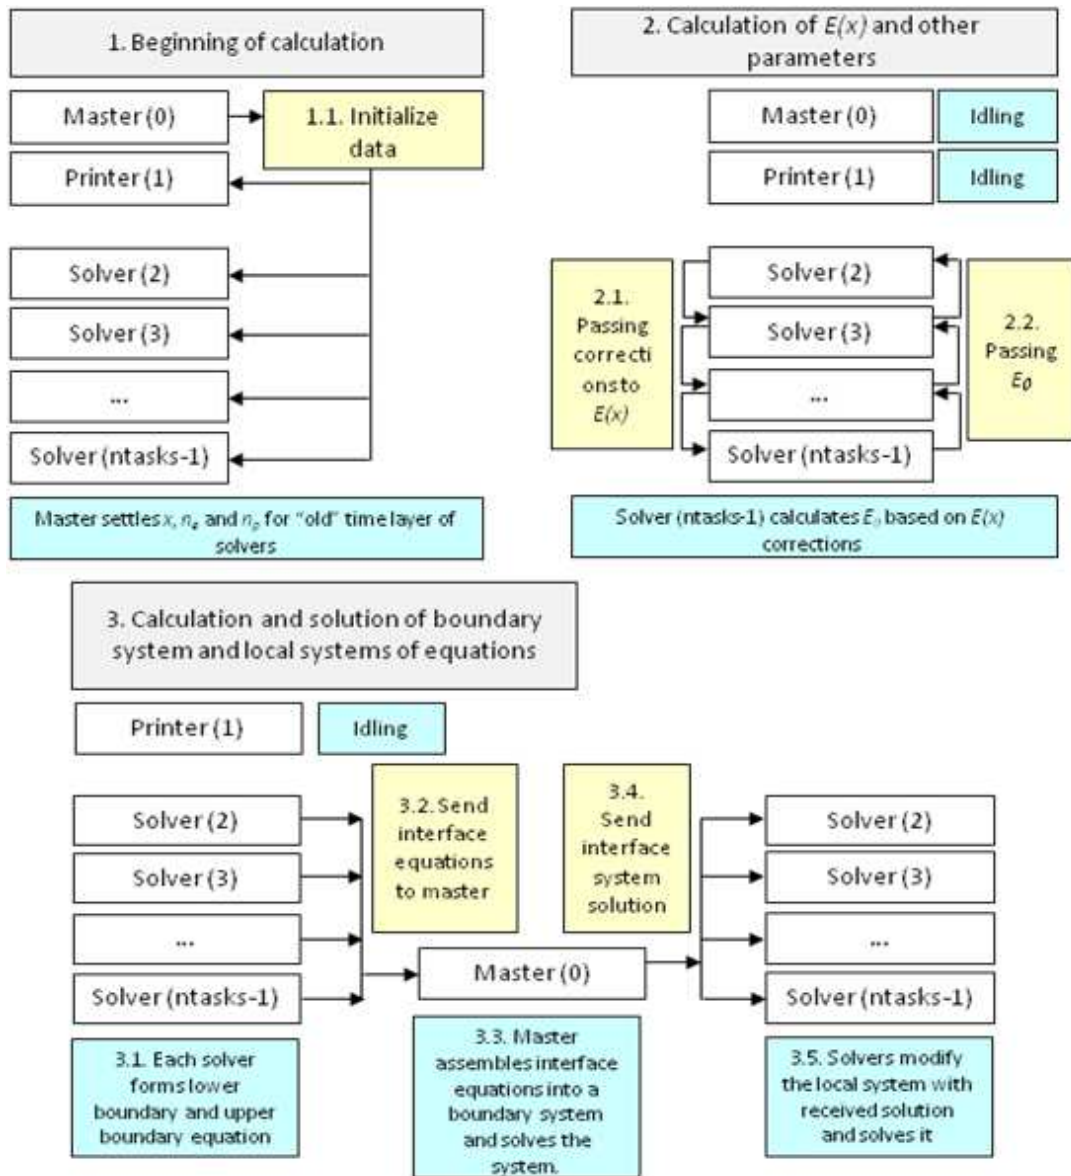 1. Beginning of calculation
Master (0)
1.1. Initialize
data
Printer (1)
Solver (2)
Solver (3)
...
Solver (ntasks-1)
Master settles x, nₑ and nₚ for “old” time layer of
solvers
2. Calculation of E(x) and other
parameters
Master (0)
Idling
Printer (1)
Idling
2.1.
Passing
correcti
ons to
E(x)
Solver (2)
Solver (3)
...
Solver (ntasks-1)
2.2.
Passing
E₀
Solver (ntasks-1) calculates E₀ based on E(x)
corrections
3. Calculation and solution of boundary
system and local systems of equations
Printer (1)
Idling
Solver (2)
Solver (3)
...
Solver (ntasks-1)
3.1. Each solver
forms lower
boundary and upper
boundary equation
3.2. Send
interface
equations
to master
Master (0)
3.3. Master
assembles interface
equations into a
boundary system
and solves the
system.
3.4.
Send
interface
system
solution
Solver (2)
Solver (3)
...
Solver (ntasks-1)
3.5. Solvers modify
the local system with
received solution
and solves it